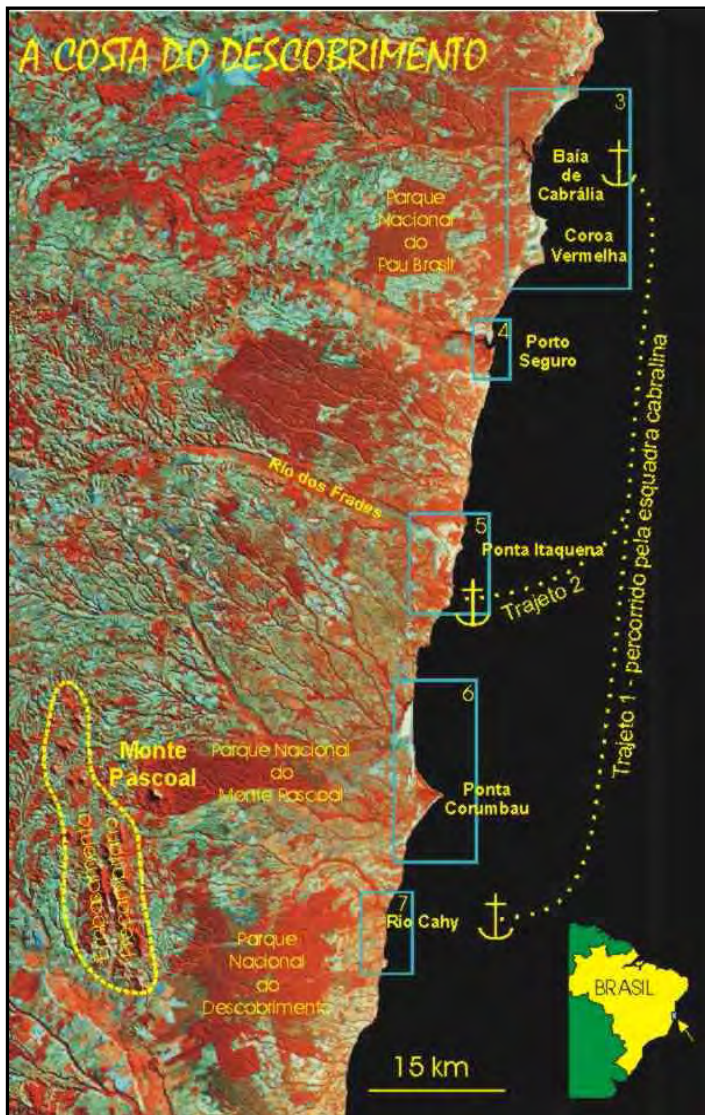 A COSTA DO DESCOBRIMENTO
3
Baía
de
Cabrália
Coroa
Vermelha
Parque
Nacional
do
Pau Brasil
4
Porto
Seguro
Rio dos Frades
5
Ponta Itaquena
Trajeto 2
Trajeto 1 - percorrido pela esquadra cabralina
6
Monte
Pascoal
Parque Nacional
do
Monte Pascoal
Ponta
Corumbau
Embasamento
Precambriano
7
Rio Cahy
Parque
Nacional
do
Descobrimento
BRASIL
15 km